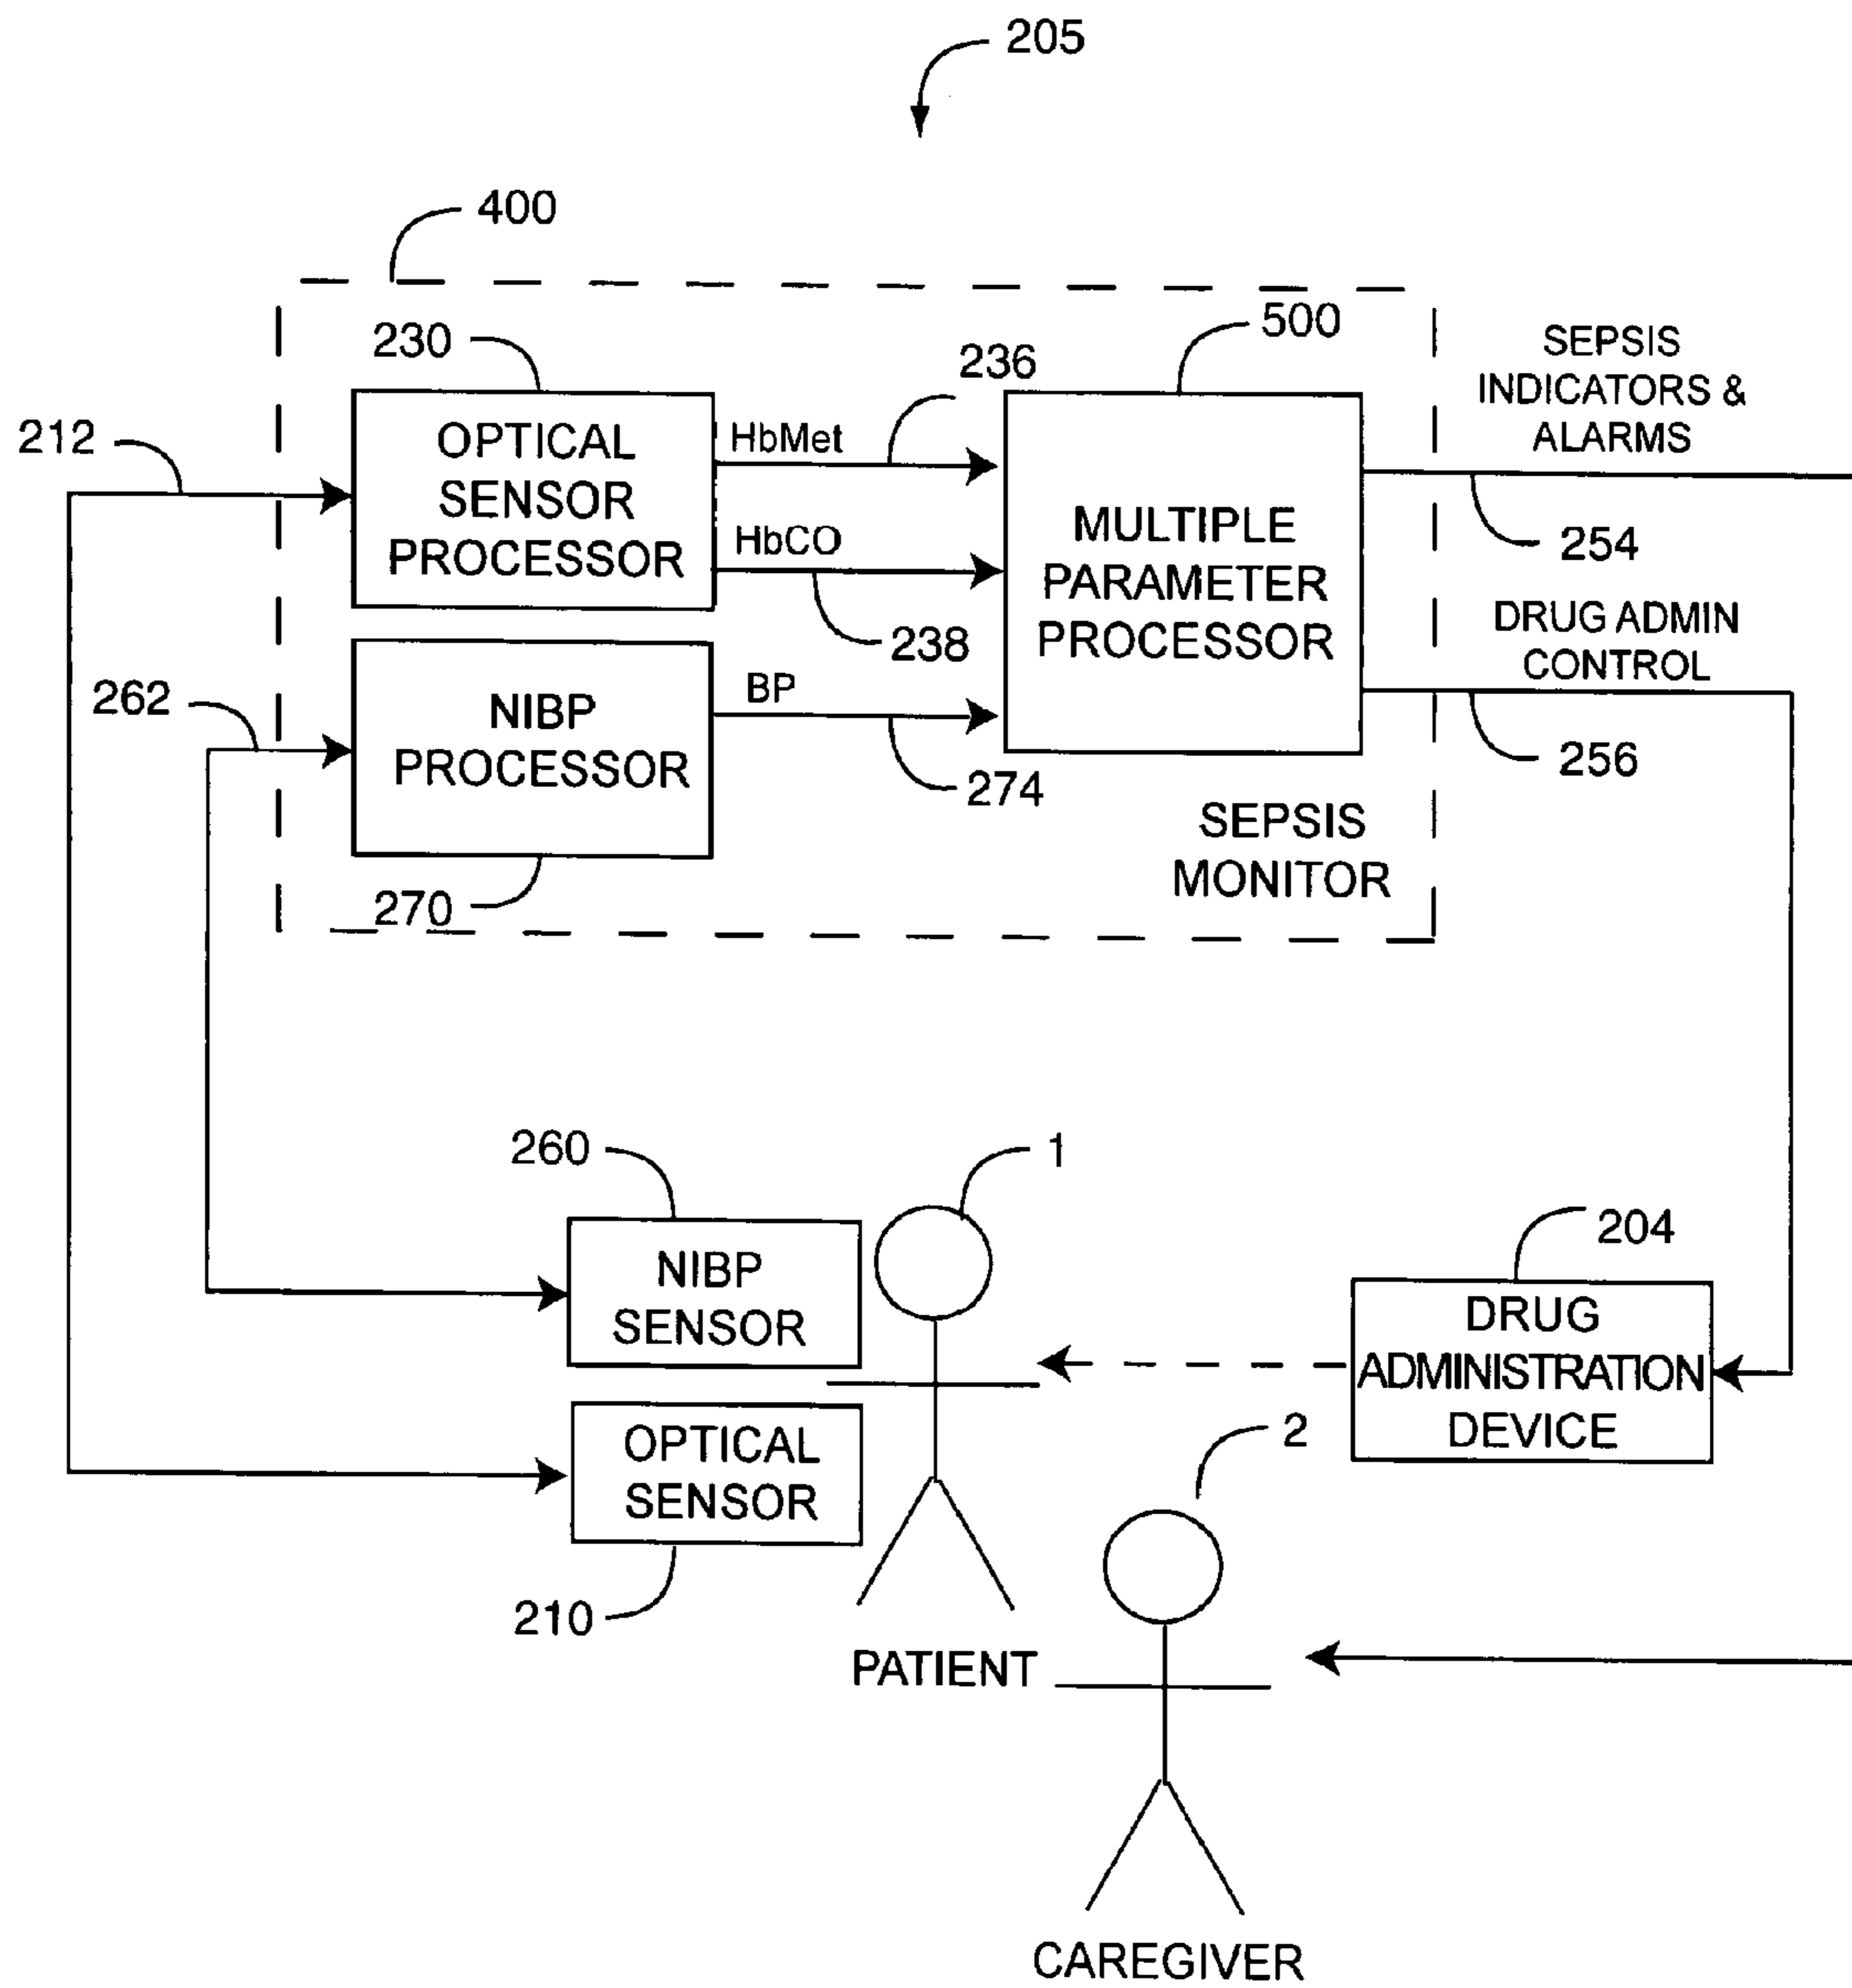 205
400
230
500
236
SEPSIS
INDICATORS &
ALARMS
212
OPTICAL
SENSOR
PROCESSOR
HbMet
HbCO
238
MULTIPLE
PARAMETER
PROCESSOR
254
DRUG ADMIN
CONTROL
262
NIBP
PROCESSOR
BP
274
256
SEPSIS
MONITOR
270
260
1
204
NIBP
SENSOR
DRUG
ADMINISTRATION
DEVICE
2
OPTICAL
SENSOR
210
PATIENT
CAREGIVER